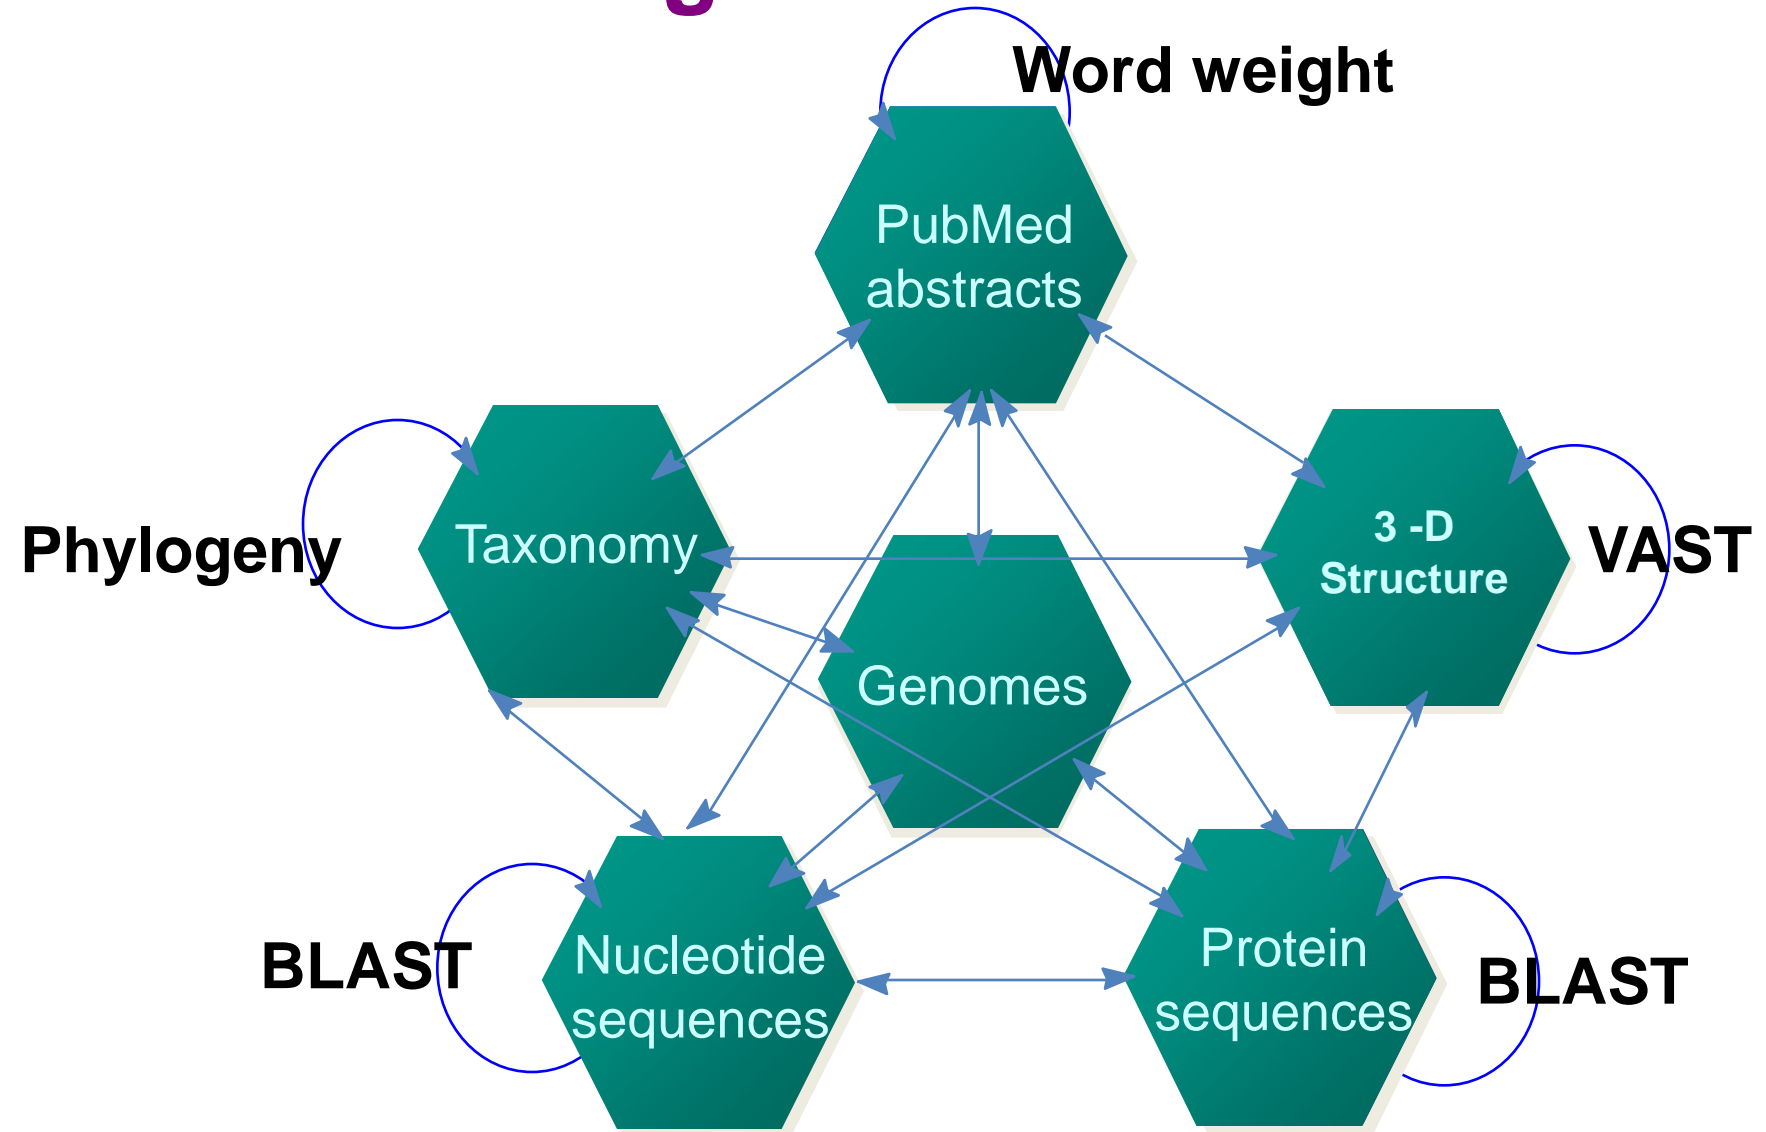 Word weight
PubMed
abstracts
Phylogeny
Taxonomy
3 -D
Structure
VAST
Genomes
BLAST
Nucleotide
sequences
Protein
sequences
BLAST